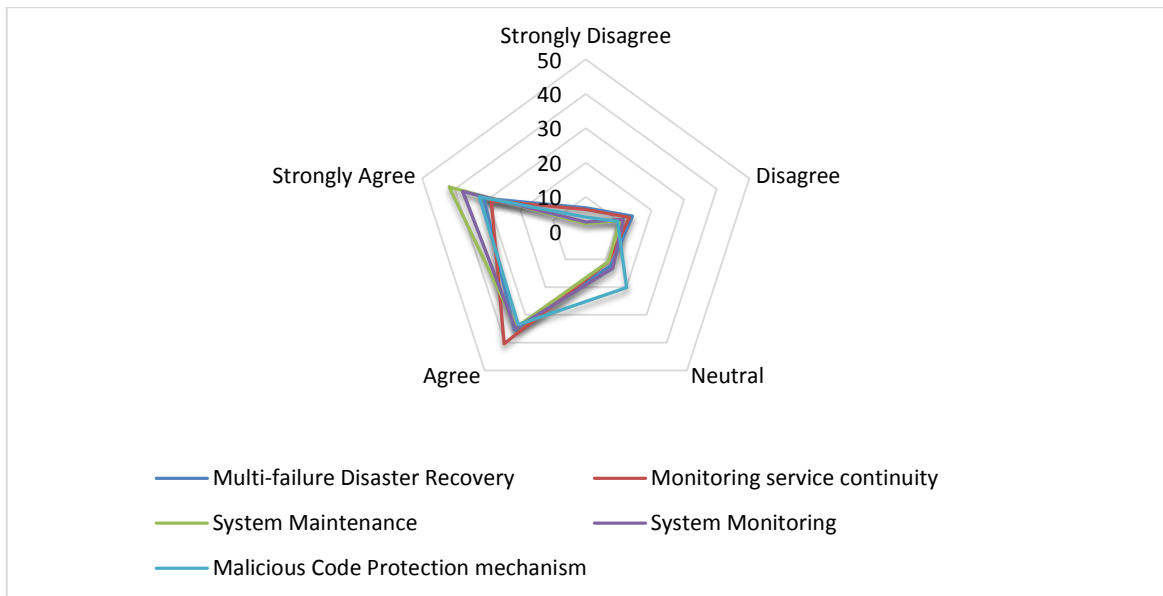 Strongly Disagree
50
40
30
20
10
0
Strongly Agree
Disagree
Agree
Neutral
Multi-failure Disaster Recovery
Monitoring service continuity
System Maintenance
System Monitoring
Malicious Code Protection mechanism